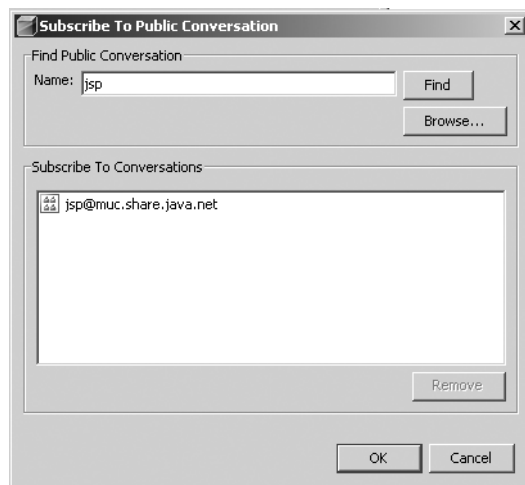 Subscribe To Public Conversation
Find Public Conversation
Name: jsp
Find
Browse...
Subscribe To Conversations
jsp@muc.share.java.net
Remove
OK
Cancel